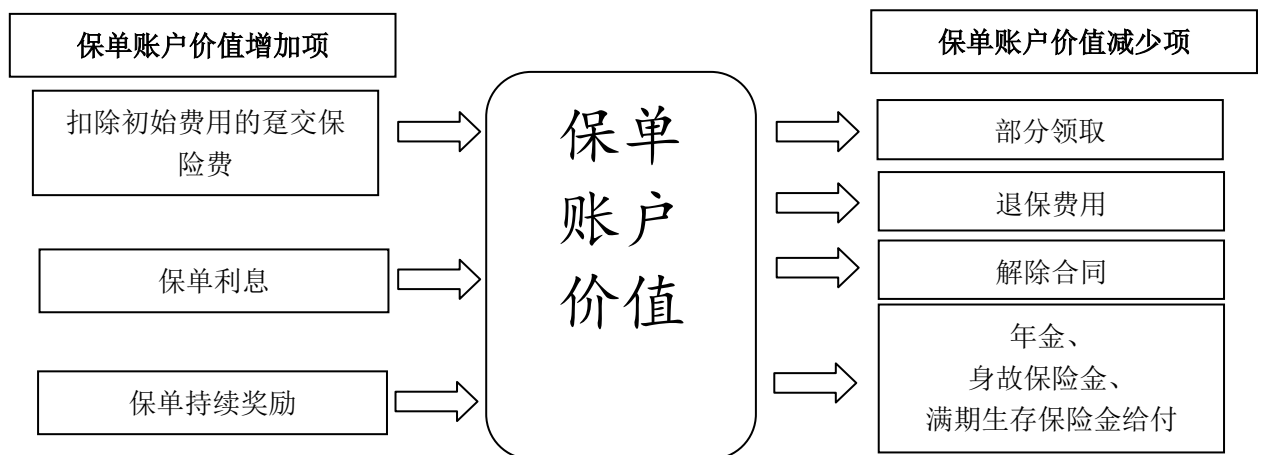 保单账户价值增加项
扣除初始费用的趸交保
险费
保单利息
保单持续奖励
保单
账户
价值
保单账户价值减少项
部分领取
退保费用
解除合同
年金、
身故保险金、
满期生存保险金给付